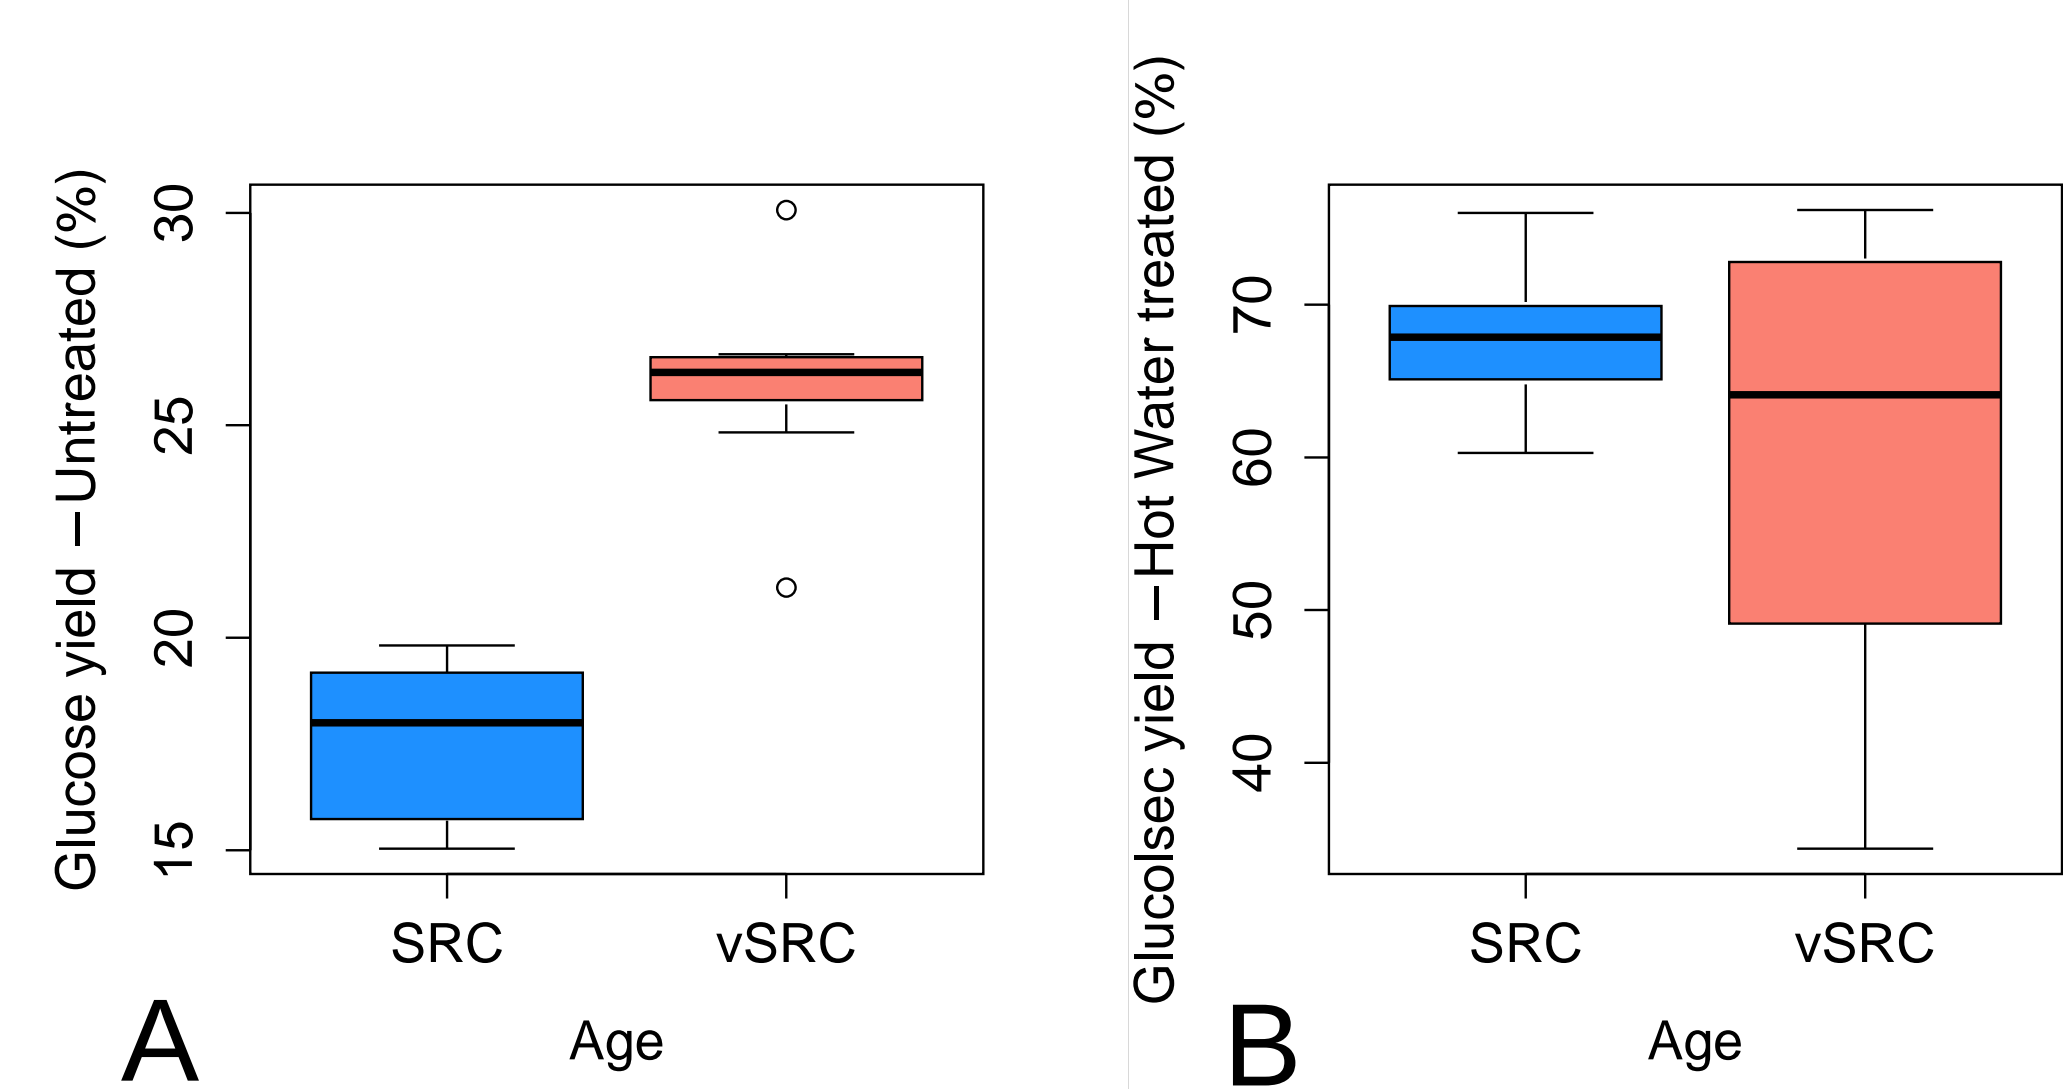 Glucose yield –Untreated (%)
30
25
20
15
SRC vSRC
Age
A
Glucolsec yield –Hot Water treated (%)
70
60
50
40
SRC vSRC
Age
B